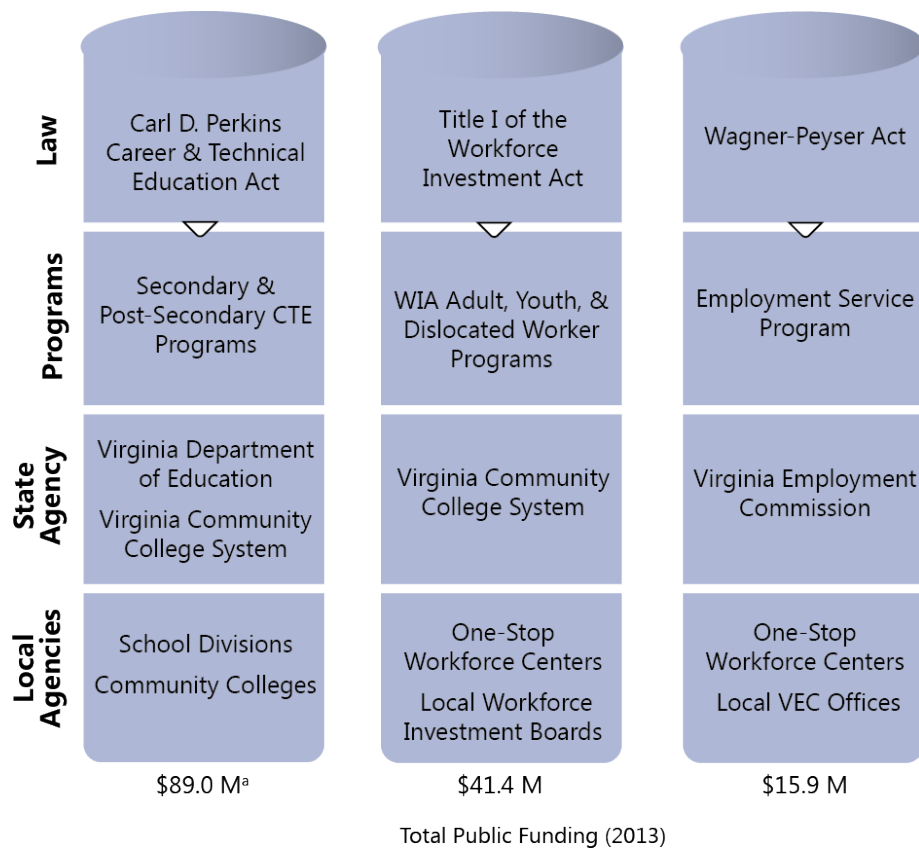 Law
Carl D. Perkins
Career & Technical
Education Act
Title I of the
Workforce
Investment Act
Wagner-Peyser Act
Programs
Secondary &
Post-Secondary CTE
Programs
WIA Adult, Youth, &
Dislocated Worker
Programs
Employment Service
Program
State
Agency
Virginia Department
of Education
Virginia Community
College System
Virginia Community
College System
Virginia Employment
Commission
Local
Agencies
School Divisions
Community Colleges
One-Stop
Workforce Centers
Local Workforce
Investment Boards
One-Stop
Workforce Centers
Local VEC Offices
$89.0 Mª
$41.4 M
$15.9 M
Total Public Funding (2013)